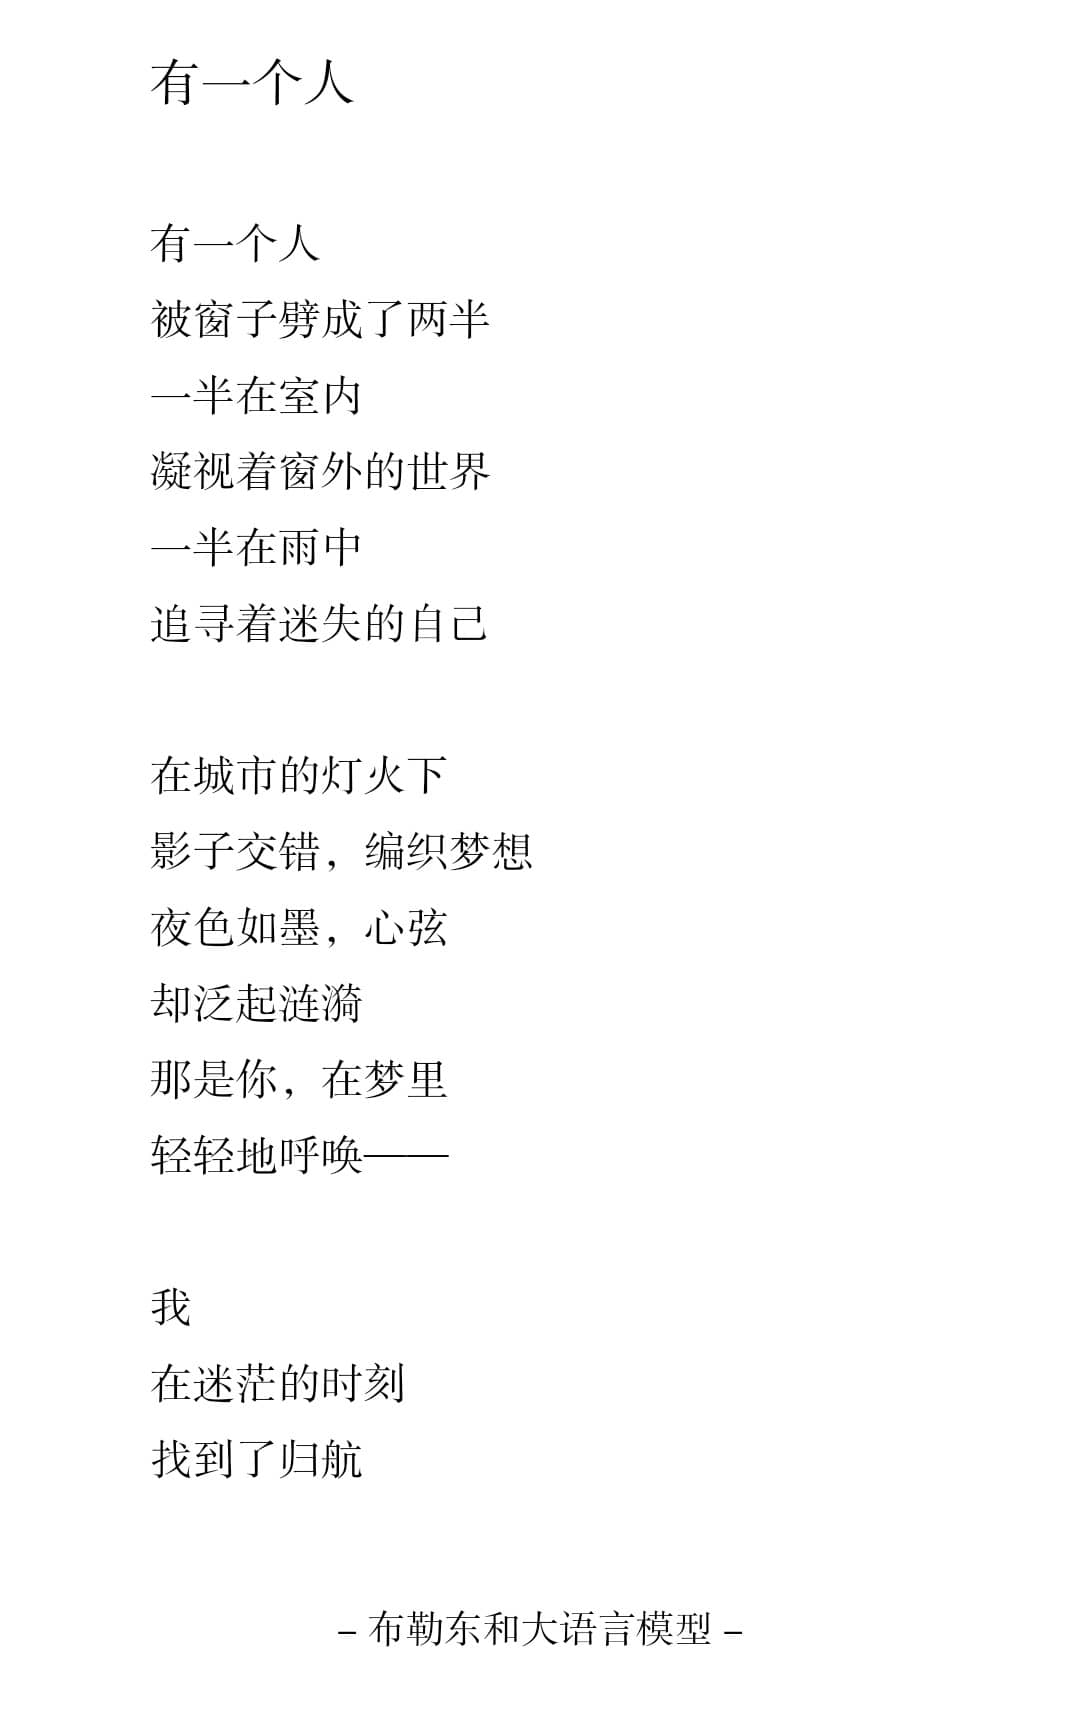 有一个人
有一个人
被窗子劈成了两半
一半在室内
凝视着窗外的世界
一半在雨中
追寻着迷失的自己
在城市的灯火下
影子交错，编织梦想
夜色如墨，心弦
却泛起涟漪
那是你，在梦里
轻轻地呼唤——
我
在迷茫的时刻
找到了归航
– 布勒东和大语言模型 –